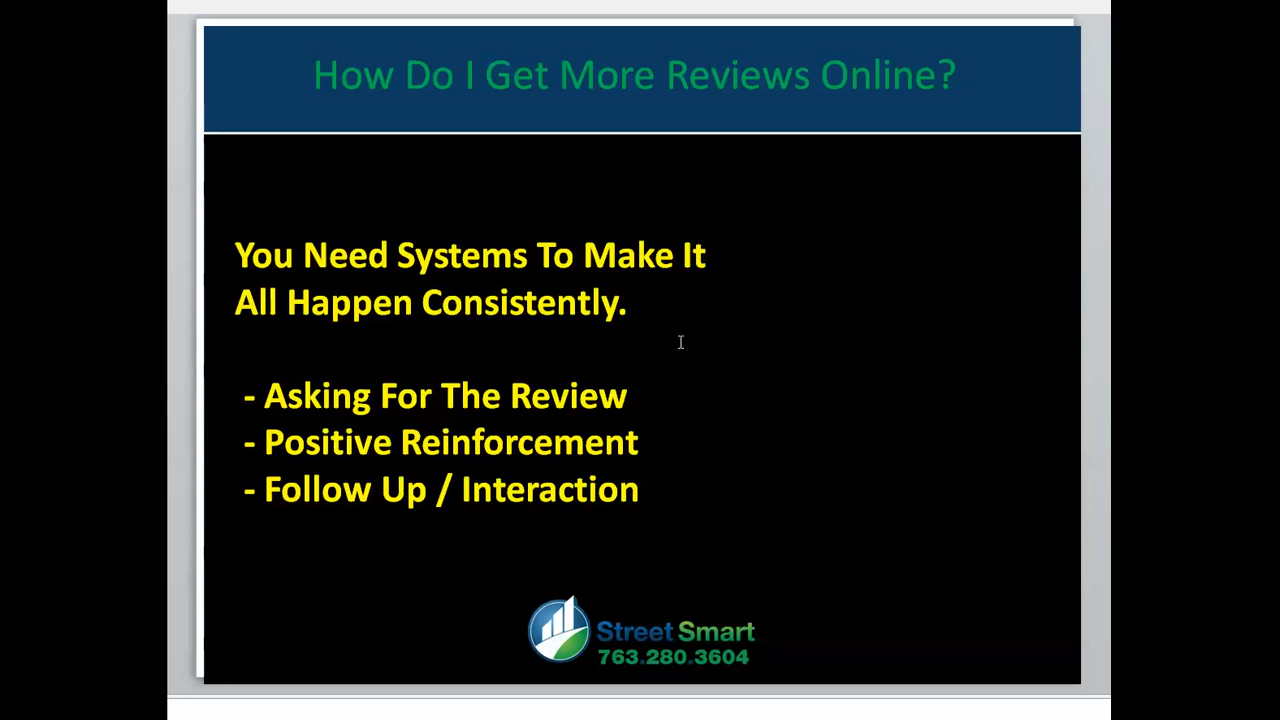 How Do I Get More Reviews Online?
You Need Systems To Make It
All Happen Consistently.
- Asking For The Review
- Positive Reinforcement
- Follow Up / Interaction
Street Smart
763.280.3604